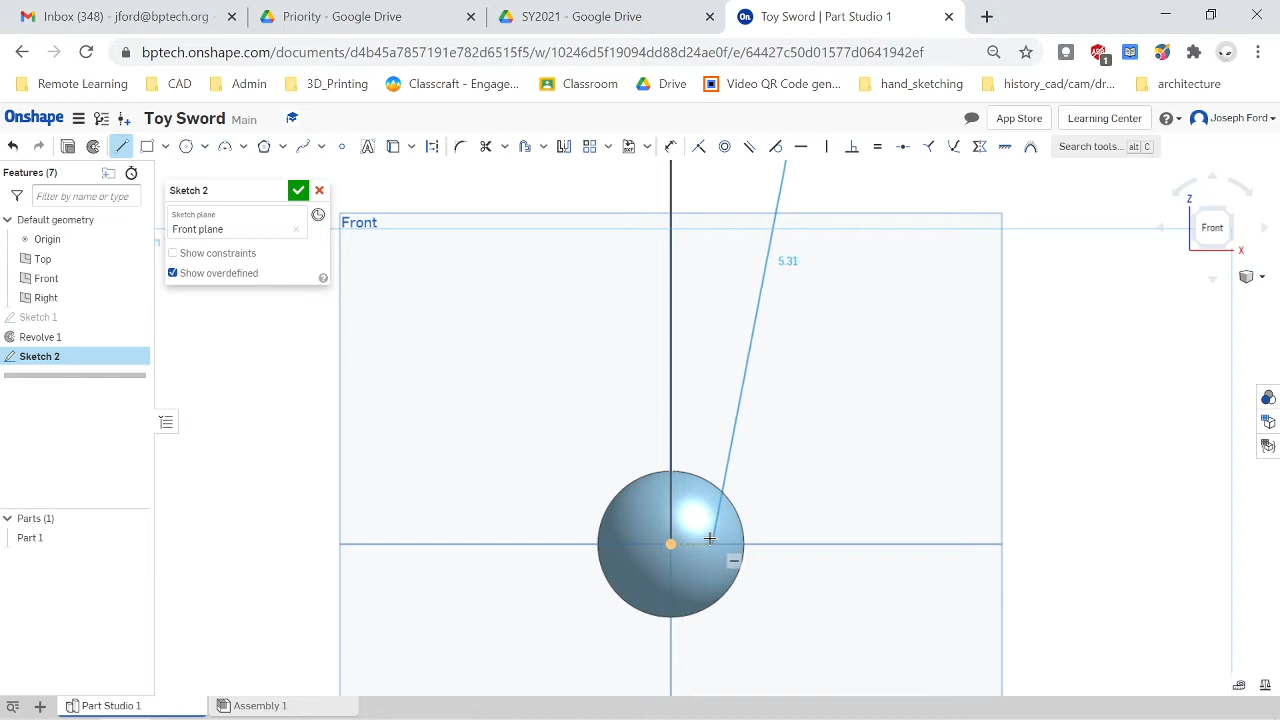 Inbox (348) - jford@bptech.org
Priority - Google Drive
SY2021 - Google Drive
Toy Sword | Part Studio 1
bptech.onshape.com/documents/d4b45a7857191e782d6515f5/w/10246d5f19094dd88d24ae0f/e/64427c50d01577d0641942ef
1
Remote Learning
CAD
Admin
3D_Printing
Classcraft - Engage...
Classroom
Drive
Video QR Code gen...
hand_sketching
history_cad/cam/dr...
architecture
Onshape
Toy Sword Main
App Store
Learning Center
Joseph Ford
Search tools... alt C
Features (7)
Filter by name or type
Default geometry
Origin
Top
Front
Right
Sketch 1
Revolve 1
Sketch 2
Parts (1)
Part 1
Sketch 2
Sketch plane
Front plane
Show constraints
Show overdefined
Front
5.31
Z
Front
X
Part Studio 1
Assembly 1